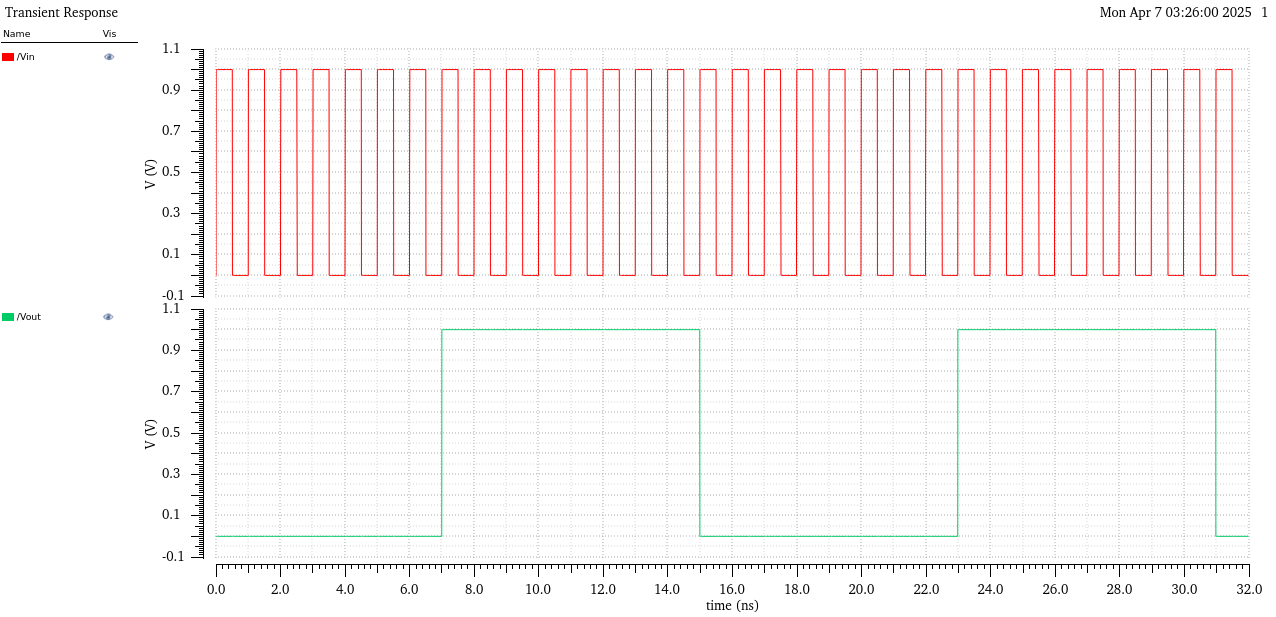 Transient Response
Mon Apr 7 03:26:00 2025 1
Name Vis
/Vin
1.1
0.9
0.7
0.5
0.3
0.1
-0.1
V (V)
/Vout
1.1
0.9
0.7
0.5
0.3
0.1
-0.1
V (V)
0.0 2.0 4.0 6.0 8.0 10.0 12.0 14.0 16.0 18.0 20.0 22.0 24.0 26.0 28.0 30.0 32.0
time (ns)